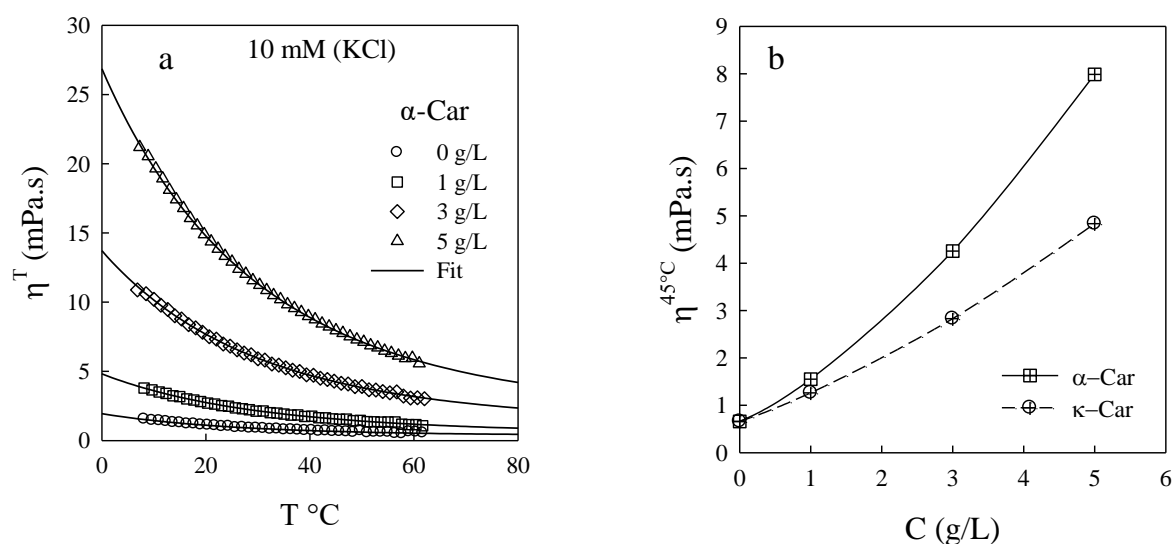 a
10 mM (KCl)
α-Car
0 g/L
1 g/L
3 g/L
5 g/L
Fit
30
25
20
15
10
5
0
0 20 40 60 80
T °C
η^T (mPa.s)
b
9
8
7
6
5
4
3
2
1
0
0 1 2 3 4 5 6
C (g/L)
η^45°C (mPa.s)
α–Car
κ–Car